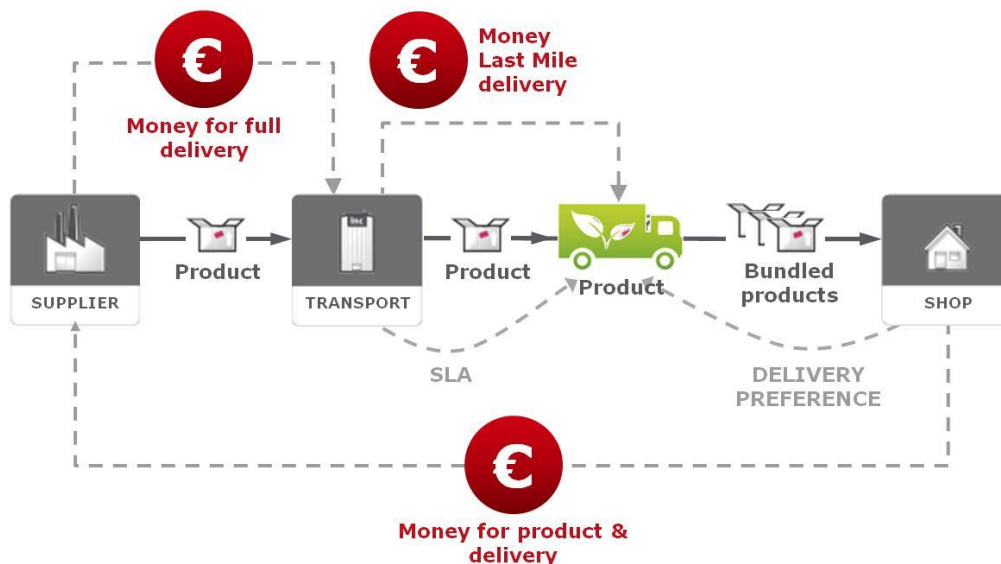 €
Money for full
delivery
€
Money
Last Mile
delivery
SUPPLIER
Product
Inc
TRANSPORT
Product
Product
Bundled
products
SHOP
SLA
DELIVERY
PREFERENCE
€
Money for product &
delivery